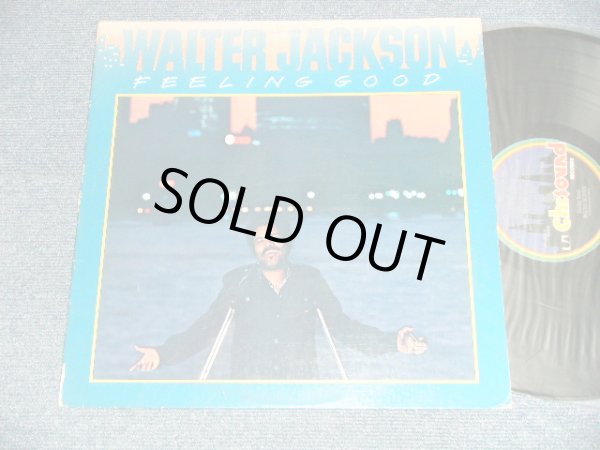 WALTER JACKSON
FEELING GOOD
SOLD OUT
Chi Sound